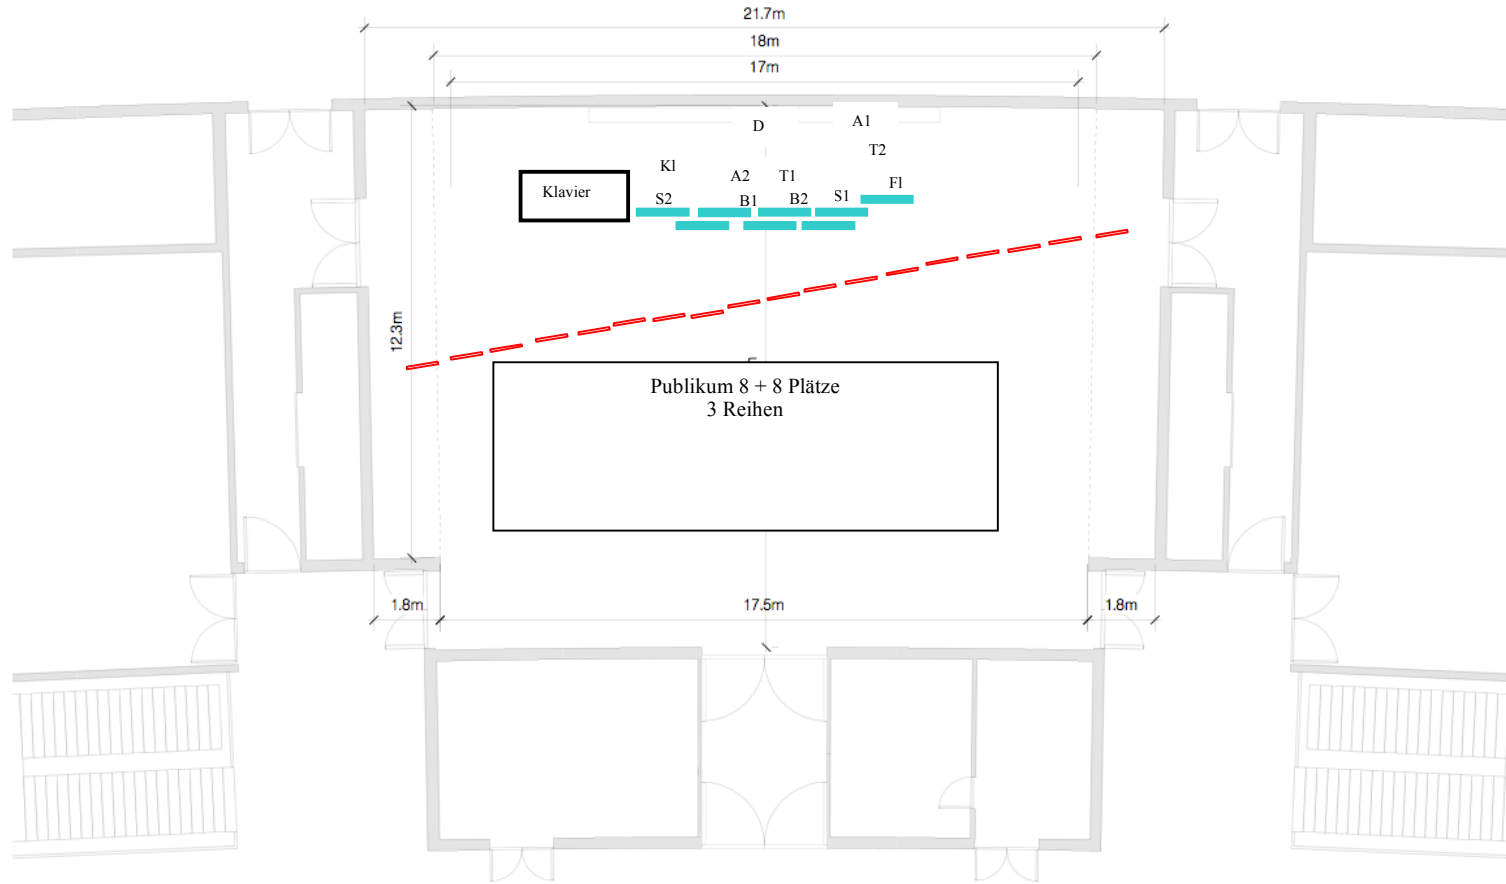 21.7m
18m
17m
D
A1
T2
Kl
A2
T1
Fl
Klavier
S2
B1
B2
S1
12.3m
Publikum 8 + 8 Plätze
3 Reihen
1.8m
17.5m
1.8m